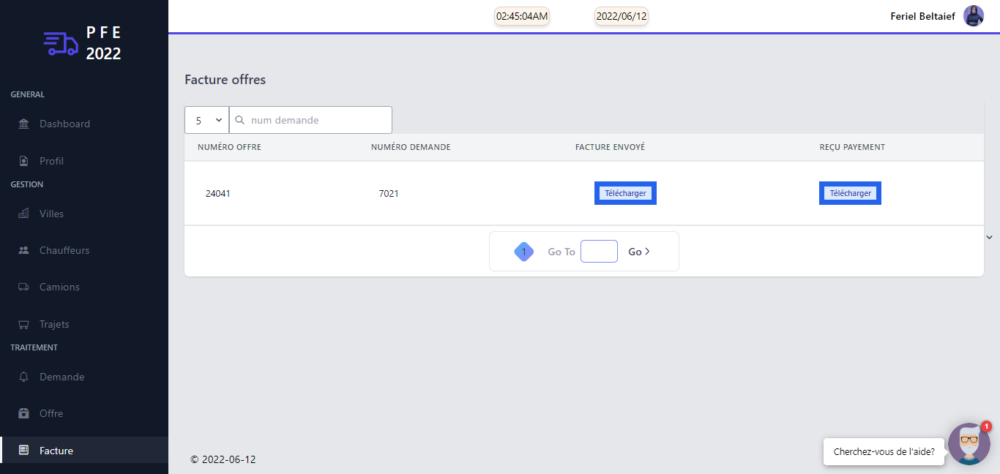 P F E
2022
GENERAL
Dashboard
Profil
GESTION
Villes
Chauffeurs
Camions
Trajets
TRAITEMENT
Demande
Offre
Facture
02:45:04AM 2022/06/12 Feriel Beltaief
Facture offres
5 num demande
NUMÉRO OFFRE NUMÉRO DEMANDE FACTURE ENVOYÉ REÇU PAYEMENT
24041 7021 Télécharger Télécharger
1 Go To Go
1
Cherchez-vous de l'aide?
© 2022-06-12